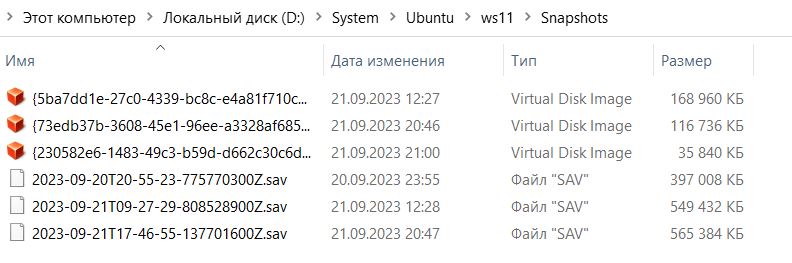 Этот компьютер > Локальный диск (D:) > System > Ubuntu > ws11 > Snapshots
Имя Дата изменения Тип Размер
{5ba7dd1e-27c0-4339-bc8c-e4a81f710c... 21.09.2023 12:27 Virtual Disk Image 168 960 КБ
{73edb37b-3608-45e1-96ee-a3328af685... 21.09.2023 20:46 Virtual Disk Image 116 736 КБ
{230582e6-1483-49c3-b59d-d662c30c6d... 21.09.2023 21:00 Virtual Disk Image 35 840 КБ
2023-09-20T20-55-23-775770300Z.sav 20.09.2023 23:55 Файл "SAV" 397 008 КБ
2023-09-21T09-27-29-808528900Z.sav 21.09.2023 12:28 Файл "SAV" 549 432 КБ
2023-09-21T17-46-55-137701600Z.sav 21.09.2023 20:47 Файл "SAV" 565 384 КБ